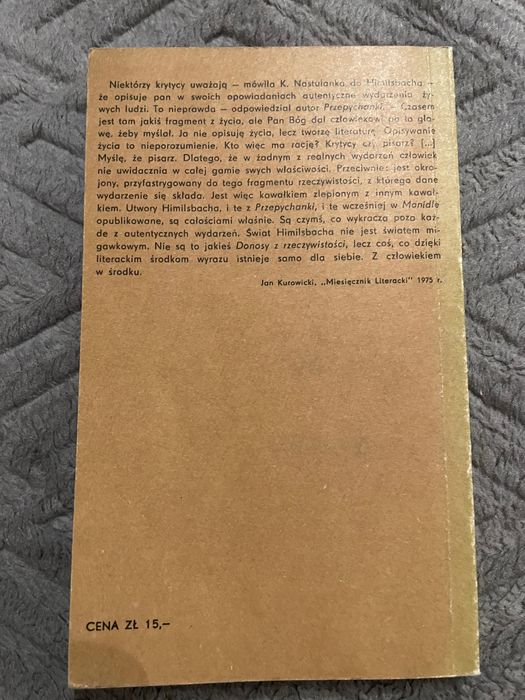 Niektórzy krytycy uważają — mówiła K. Nastulanka do Himilsbacha —
że opisuje pan w swoich opowiadaniach autentyczne wydarzenia ży-
wych ludzi. To nieprawda — odpowiedział autor Przepychanki. — Czasem
jest tam jakiś fragment z życia, ale Pan Bóg dał człowiekowi po to gło-
wę, żeby myślał. Ja nie opisuję życia, lecz tworzę literaturę. Opisywanie
życia to nieporozumienie. Kto więc ma rację? Krytycy czy pisarz? [...]
Myślę, że pisarz. Dlatego, że w żadnym z realnych wydarzeń człowiek
nie uwidacznia w całej gamie swych właściwości. Przeciwnie: jest okro-
jony, przyfastrygowany do tego fragmentu rzeczywistości, z którego dane
wydarzenie się składa. Jest więc kawałkiem zlepionym z innym kawał-
kiem. Utwory Himilsbacha, i te z Przepychanki, i te wcześniej w Monidle
opublikowane, są całościami właśnie. Są czymś, co wykracza poza każ-
de z autentycznych wydarzeń. Świat Himilsbacha nie jest światem mi-
gawkowym. Nie są to jakieś Donosy z rzeczywistości, lecz coś, co dzięki
literackim środkom wyrazu istnieje samo dla siebie. Z człowiekiem
w środku.
Jan Kurowicki, „Miesięcznik Literacki" 1975 r.
CENA ZŁ 15,—